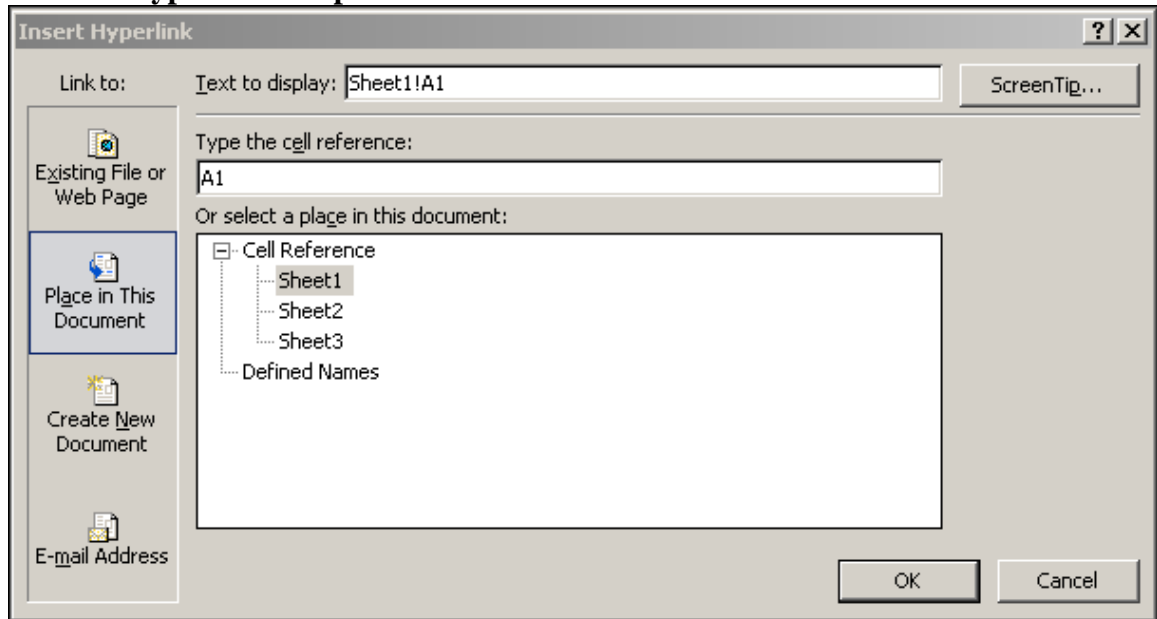 Insert Hyperlink
Link to:
Text to display: Sheet1!A1
ScreenTip...
Type the cell reference:
A1
Existing File or
Web Page
Or select a place in this document:
Cell Reference
Sheet1
Sheet2
Sheet3
Defined Names
Place in This
Document
Create New
Document
E-mail Address
OK
Cancel